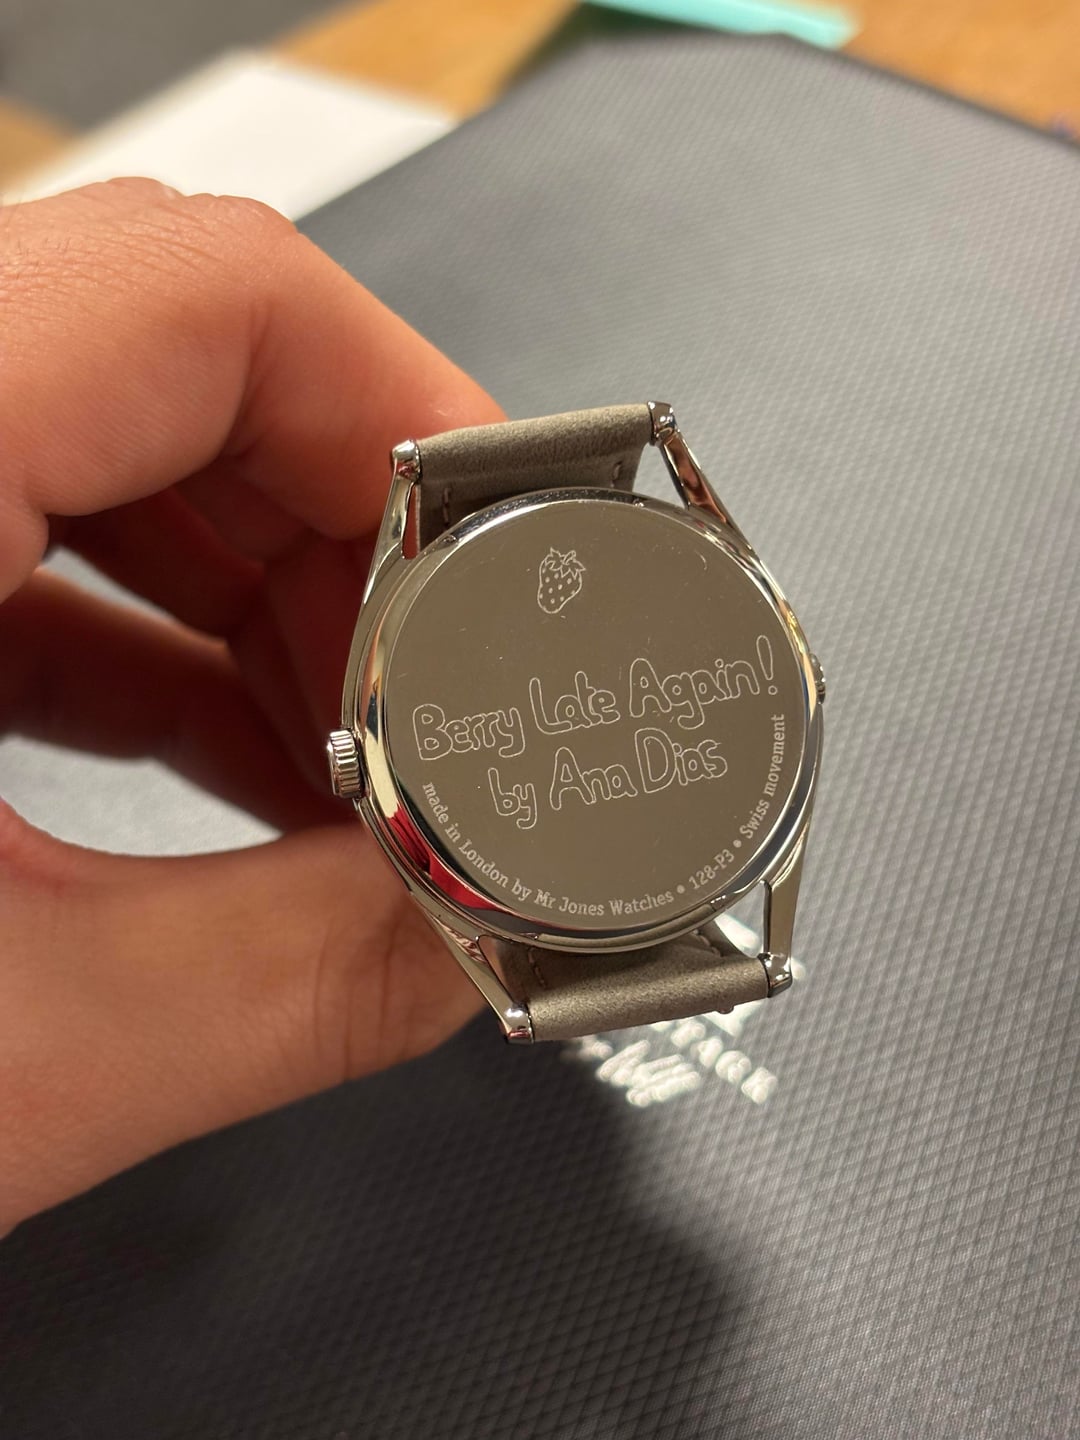 Berry Late Again!
by Ana Dias
made in London by Mr Jones Watches • 128-P3 • Swiss movement